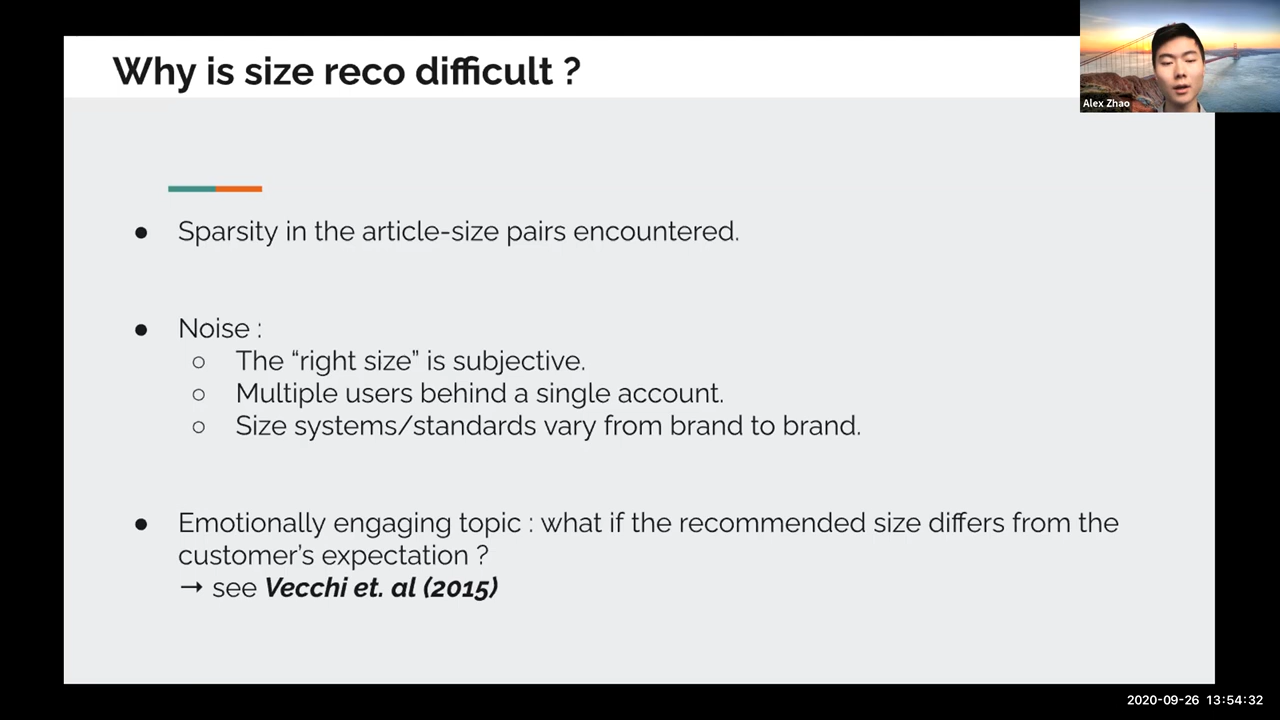 Why is size reco difficult ?
Alex Zhao
● Sparsity in the article-size pairs encountered.
● Noise :
○ The “right size” is subjective.
○ Multiple users behind a single account.
○ Size systems/standards vary from brand to brand.
● Emotionally engaging topic : what if the recommended size differs from the
customer’s expectation ?
→ see Vecchi et. al (2015)
2020-09-26 13:54:32